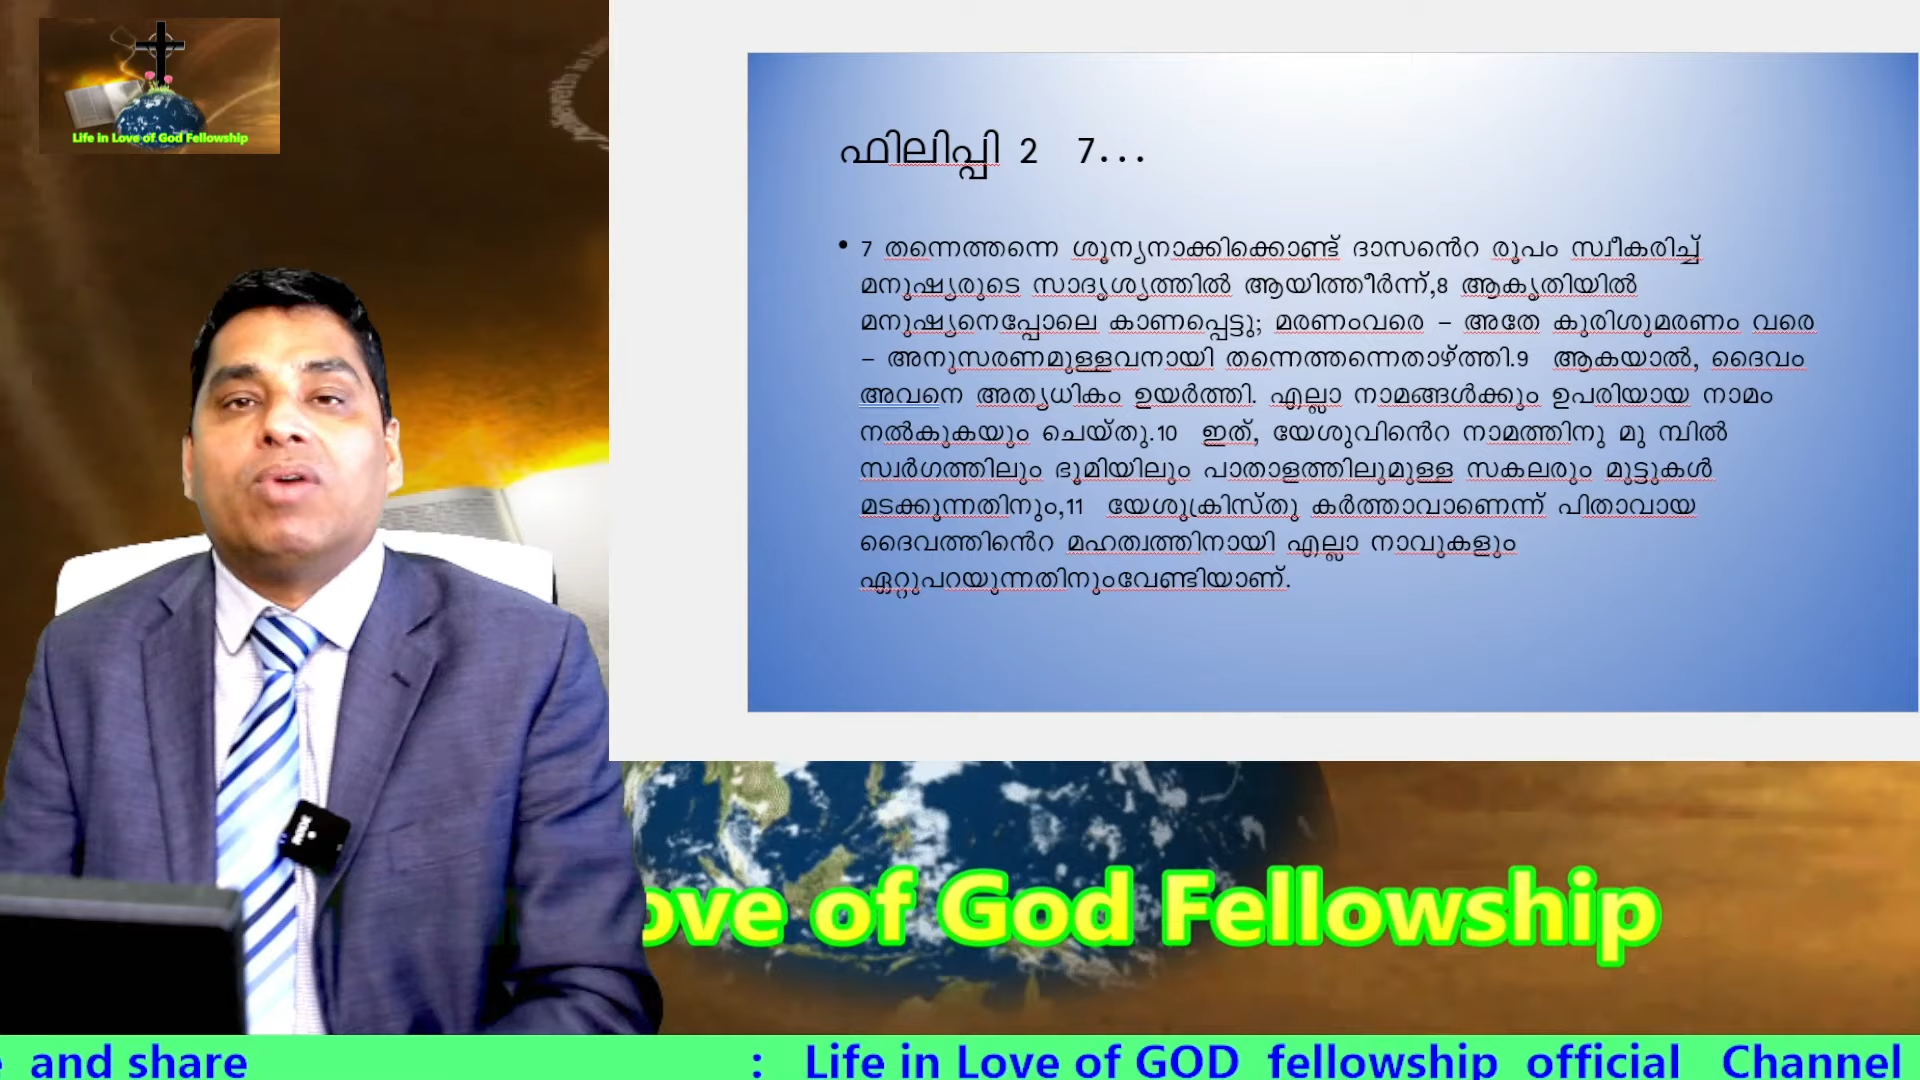 Life in Love of God Fellowship
ഫിലിപ്പി 2 7...
• 7 തന്നെത്തന്നെ ശൂന്യനാക്കിക്കൊണ്ട് ദാസൻെറ രൂപം സ്വീകരിച്ച്
മനുഷ്യരുടെ സാദൃശ്യത്തിൽ ആയിത്തീർന്ന്,8 ആകൃതിയിൽ
മനുഷ്യനെപ്പോലെ കാണപ്പെട്ടു; മരണംവരെ – അതേ കുരിശുമരണം വരെ
– അനുസരണമുള്ളവനായി തന്നെത്തന്നെതാഴ്ത്തി.9 ആകയാൽ, ദൈവം
അവനെ അത്യധികം ഉയർത്തി. എല്ലാ നാമങ്ങൾക്കും ഉപരിയായ നാമം
നൽകുകയും ചെയ്തു.10 ഇത്, യേശുവിൻെറ നാമത്തിനു മു മ്പിൽ
സ്വർഗത്തിലും ഭൂമിയിലും പാതാളത്തിലുമുള്ള സകലരും മുട്ടുകൾ
മടക്കുന്നതിനും,11 യേശുക്രിസ്തു കർത്താവാണെന്ന് പിതാവായ
ദൈവത്തിൻെറ മഹത്വത്തിനായി എല്ലാ നാവുകളും
ഏറ്റുപറയുന്നതിനുംവേണ്ടിയാണ്.
ove of God Fellowship
and share : Life in Love of GOD fellowship official Channel